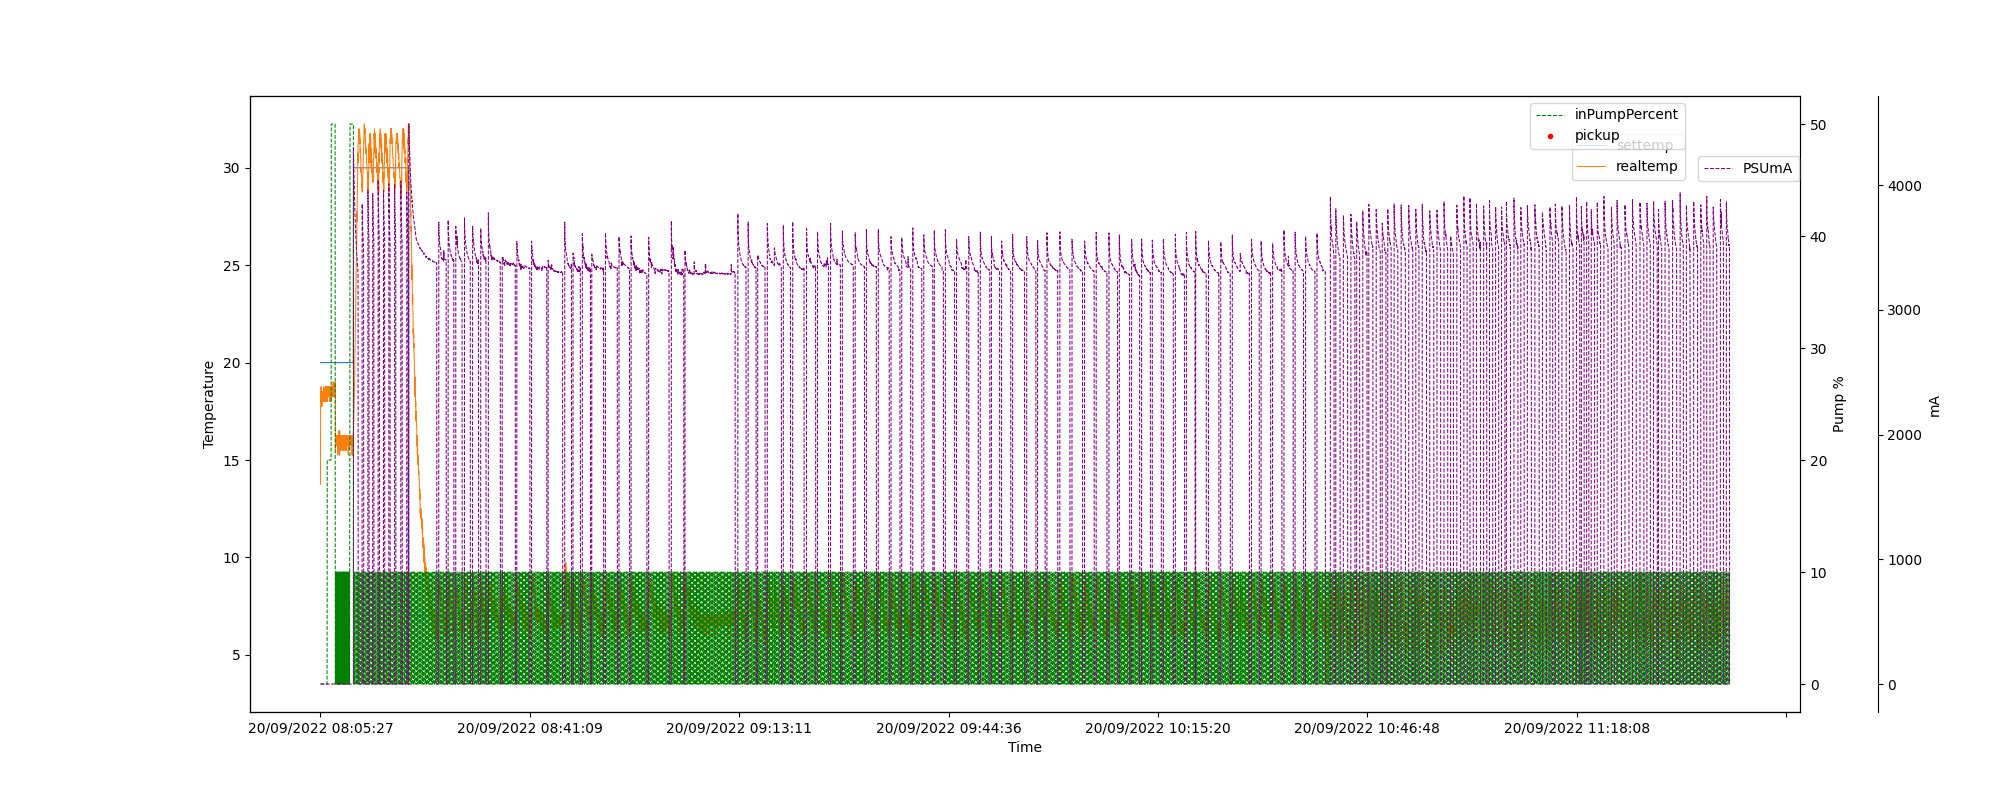 inPumpPercent
pickup
settemp
realtemp
PSUmA
30
25
20
15
10
5
Temperature
50
40
30
20
10
0
Pump %
4000
3000
2000
1000
0
mA
20/09/2022 08:05:27
20/09/2022 08:41:09
20/09/2022 09:13:11
20/09/2022 09:44:36
20/09/2022 10:15:20
20/09/2022 10:46:48
20/09/2022 11:18:08
Time